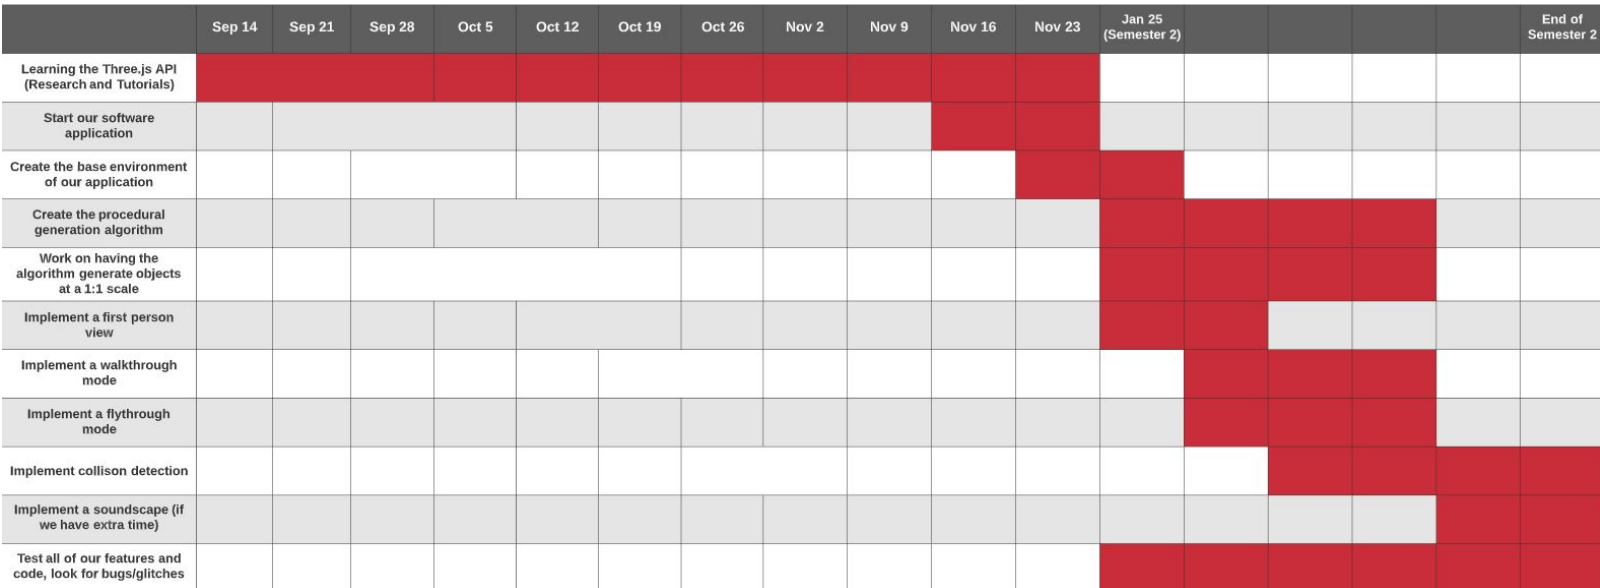 Sep 14 Sep 21 Sep 28 Oct 5 Oct 12 Oct 19 Oct 26 Nov 2 Nov 9 Nov 16 Nov 23 Jan 25 End of
(Semester 2) Semester 2
Learning the Three.js API
(Research and Tutorials)
Start our software
application
Create the base environment
of our application
Create the procedural
generation algorithm
Work on having the
algorithm generate objects
at a 1:1 scale
Implement a first person
view
Implement a walkthrough
mode
Implement a flythrough
mode
Implement collison detection
Implement a soundscape (if
we have extra time)
Test all of our features and
code, look for bugs/glitches